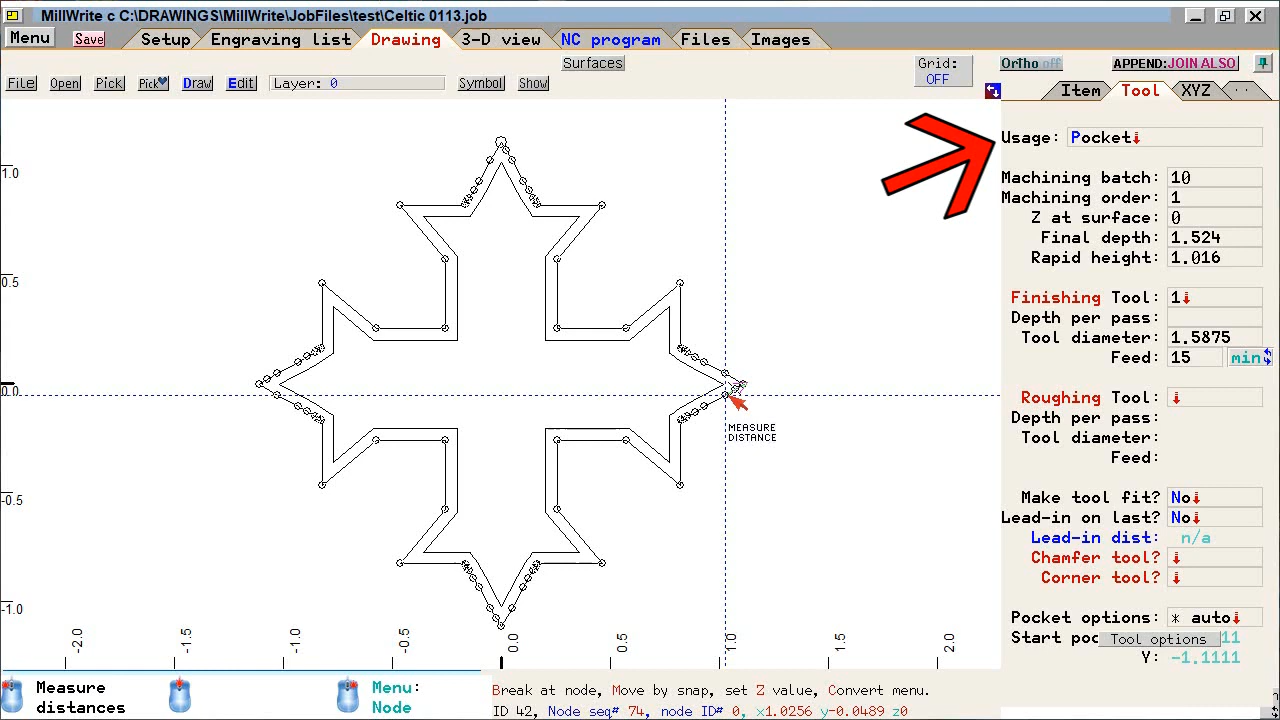 MillWrite c C:\DRAWINGS\MillWrite\JobFiles\test\Celtic 0113.job
Menu Save Setup Engraving list Drawing 3-D view NC program Files Images
Surfaces
Grid: OFF
Ortho off APPEND:JOIN ALSO
File Open Pick Pick Draw Edit Layer: 0 Symbol Show
Item Tool XYZ
Usage: Pocket
Machining batch: 10
Machining order: 1
Z at surface: 0
Final depth: 1.524
Rapid height: 1.016
Finishing Tool: 1
Depth per pass:
Tool diameter: 1.5875
Feed: 15 min
Roughing Tool:
Depth per pass:
Tool diameter:
Feed:
Make tool fit? No
Lead-in on last? No
Lead-in dist: n/a
Chamfer tool?
Corner tool?
Pocket options: * auto
Start poc Tool options 11
Y: -1.1111
1.0
0.5
0.0
-0.5
-1.0
-2.0 -1.5 -1.0 -0.5 0.0 0.5 1.0 1.5 2.0
MEASURE
DISTANCE
Measure
distances
Menu:
Node
Break at node, Move by snap, set Z value, Convert menu.
ID 42, Node seq# 74, node ID# 0, x1.0256 y-0.0489 z0